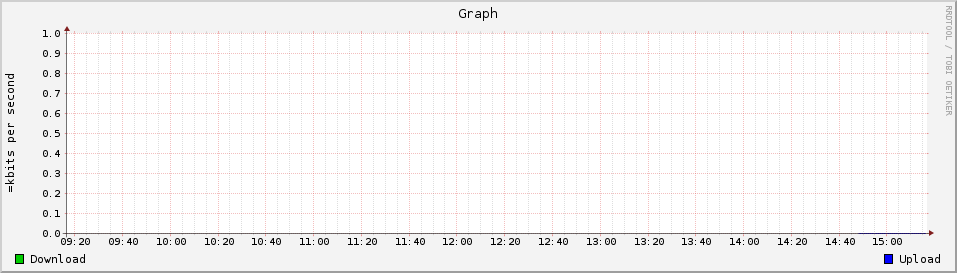 Graph
RRDTOOL / TOBI OETIKER
=kbits per second
1.0
0.9
0.8
0.7
0.6
0.5
0.4
0.3
0.2
0.1
0.0
09:20 09:40 10:00 10:20 10:40 11:00 11:20 11:40 12:00 12:20 12:40 13:00 13:20 13:40 14:00 14:20 14:40 15:00
Download Upload